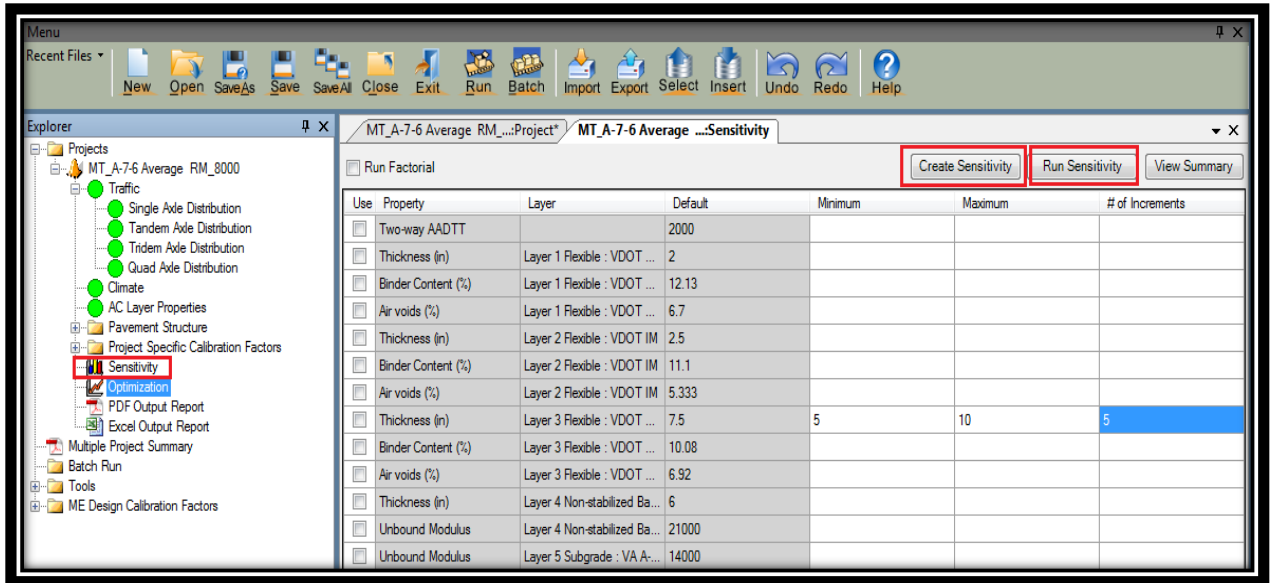 Menu
Recent Files
New Open SaveAs Save SaveAll Close Exit Run Batch Import Export Select Insert Undo Redo Help
Explorer
Projects
MT_A-7-6 Average RM_8000
Traffic
Single Axle Distribution
Tandem Axle Distribution
Tridem Axle Distribution
Quad Axle Distribution
Climate
AC Layer Properties
Pavement Structure
Project Specific Calibration Factors
Sensitivity
Optimization
PDF Output Report
Excel Output Report
Multiple Project Summary
Batch Run
Tools
ME Design Calibration Factors
MT_A-7-6 Average RM_...:Project* MT_A-7-6 Average ...:Sensitivity
Run Factorial Create Sensitivity Run Sensitivity View Summary
Use Property Layer Default Minimum Maximum # of Increments
Two-way AADTT 2000
Thickness (in) Layer 1 Flexible : VDOT ... 2
Binder Content (%) Layer 1 Flexible : VDOT ... 12.13
Air voids (%) Layer 1 Flexible : VDOT ... 6.7
Thickness (in) Layer 2 Flexible : VDOT IM 2.5
Binder Content (%) Layer 2 Flexible : VDOT IM 11.1
Air voids (%) Layer 2 Flexible : VDOT IM 5.333
Thickness (in) Layer 3 Flexible : VDOT ... 7.5 5 10 5
Binder Content (%) Layer 3 Flexible : VDOT ... 10.08
Air voids (%) Layer 3 Flexible : VDOT ... 6.92
Thickness (in) Layer 4 Non-stabilized Ba... 6
Unbound Modulus Layer 4 Non-stabilized Ba... 21000
Unbound Modulus Layer 5 Subgrade : VA A-... 14000